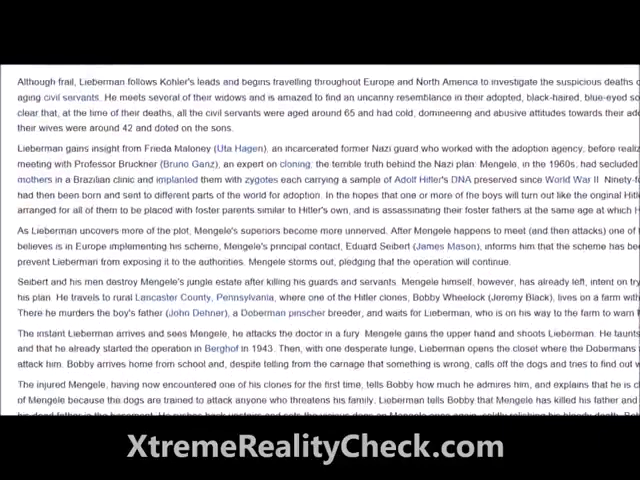 Although frail, Lieberman follows Kohler's leads and begins travelling throughout Europe and North America to investigate the suspicious deaths
aging civil servants. He meets several of their widows and is amazed to find an uncanny resemblance in their adopted, black-haired, blue-eyed
clear that, at the time of their deaths, all the civil servants were aged around 65 and had cold, domineering and abusive attitudes towards their
their wives were around 42 and doted on the sons.
Lieberman gains insight from Frieda Maloney (Uta Hagen), an incarcerated former Nazi guard who worked with the adoption agency, before
meeting with Professor Bruckner (Bruno Ganz), an expert on cloning, the terrible truth behind the Nazi plan: Mengele, in the 1960s, had secluded
mothers in a Brazilian clinic and implanted them with zygotes each carrying a sample of Adolf Hitler's DNA preserved since World War II
had then been born and sent to different parts of the world for adoption. In the hopes that one or more of the boys will turn out like the original
arranged for all of them to be placed with foster parents similar to Hitler's own, and is assassinating their foster fathers at the same age at which
As Lieberman uncovers more of the plot, Mengele's superiors become more unnerved. After Mengele happens to meet (and then attacks) one of
believes is in Europe implementing his scheme, Mengele's principal contact, Eduard Seibert (James Mason), informs him that the scheme has
prevent Lieberman from exposing it to the authorities. Mengele storms out, pledging that the operation will continue.
Seibert and his men destroy Mengele's jungle estate after killing his guards and servants. Mengele himself, however, has already left, intent on
his plan. He travels to rural Lancaster County, Pennsylvania, where one of the Hitler clones, Bobby Wheelock (Jeremy Black), lives on a farm
There he murders the boy's father (John Dehner), a Doberman pinscher breeder, and waits for Lieberman, who is on his way to the farm to warn
The instant Lieberman arrives and sees Mengele, he attacks the doctor in a fury. Mengele gains the upper hand and shoots Lieberman. He
and that he already started the operation in Berghof in 1943. Then, with one desperate lunge, Lieberman opens the closet where the
attack him. Bobby arrives home from school and, despite telling from the carnage that something is wrong, calls off the dogs and tries to find out
The injured Mengele, having now encountered one of his clones for the first time, tells Bobby how much he admires him, and explains that he is
of Mengele because the dogs are trained to attack anyone who threatens his family. Lieberman tells Bobby that Mengele has killed his father and
XtremeRealityCheck.com